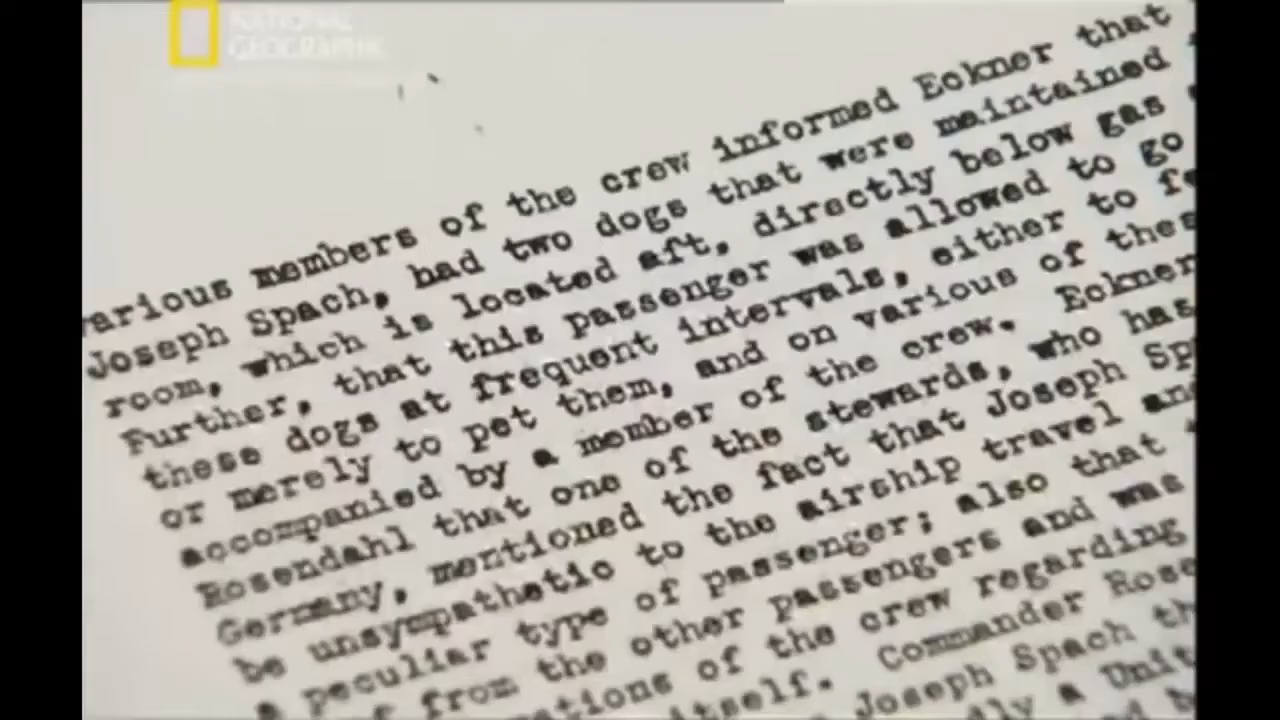 NATIONAL
GEOGRAPHIC
various members of the crew informed Eckner that
Joseph Spach, had two dogs that were maintained
room, which is located aft, directly below gas
Further, that this passenger was allowed to go
these dogs at frequent intervals, either to
or merely to pet them, and on various of
accompanied by a member of the crew. Eckner
Rosendahl that one of the stewards, who has
Germany, mentioned the fact that Joseph
be unsympathetic to the airship travel
a peculiar type of passenger; also that
from the other passengers and was
of the crew regarding
itself. Commander
Joseph Spach
a